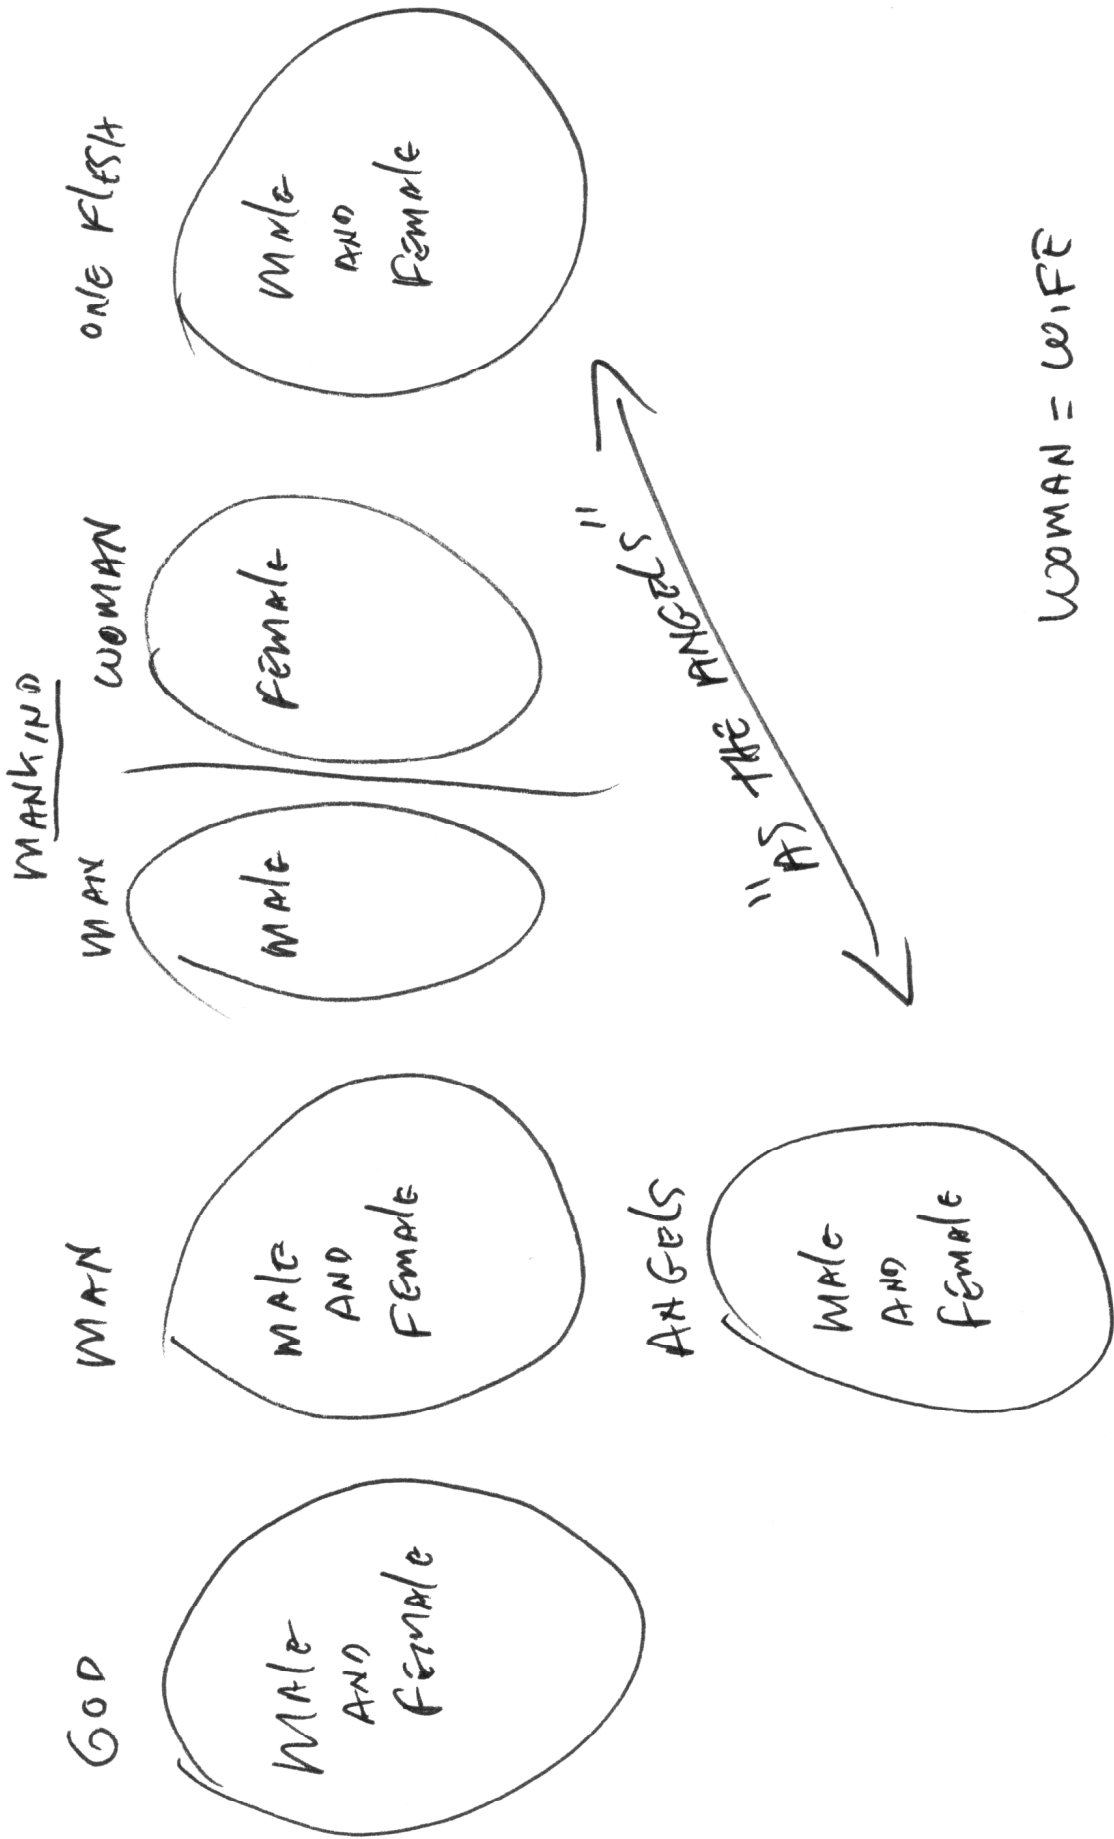 MANKIND
GOD
MAN
MAN
WOMAN
ONE FLESH
MALE
AND
FEMALE
MALE
AND
FEMALE
MALE
FEMALE
MALE
AND
FEMALE
"AS THE ANGELS"
ANGELS
MALE
AND
FEMALE
WOMAN = WIFE